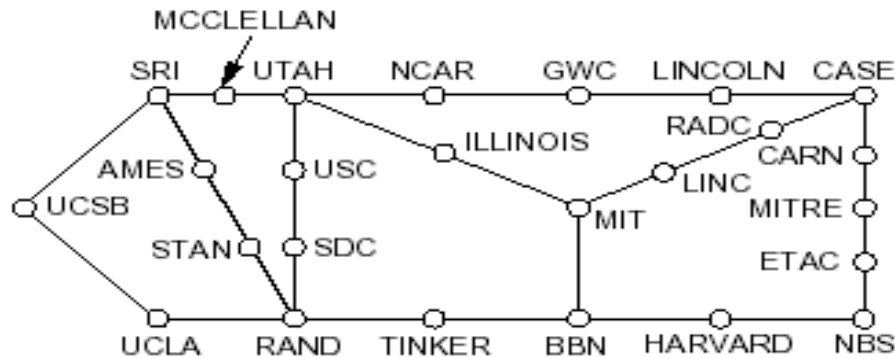 MCCLELLAN
SRI UTAH NCAR GWC LINCOLN CASE
RADC
ILLINOIS
CARN
AMES USC LINC
UCSB MIT MITRE
STAN SDC ETAC
UCLA RAND TINKER BBN HARVARD NBS